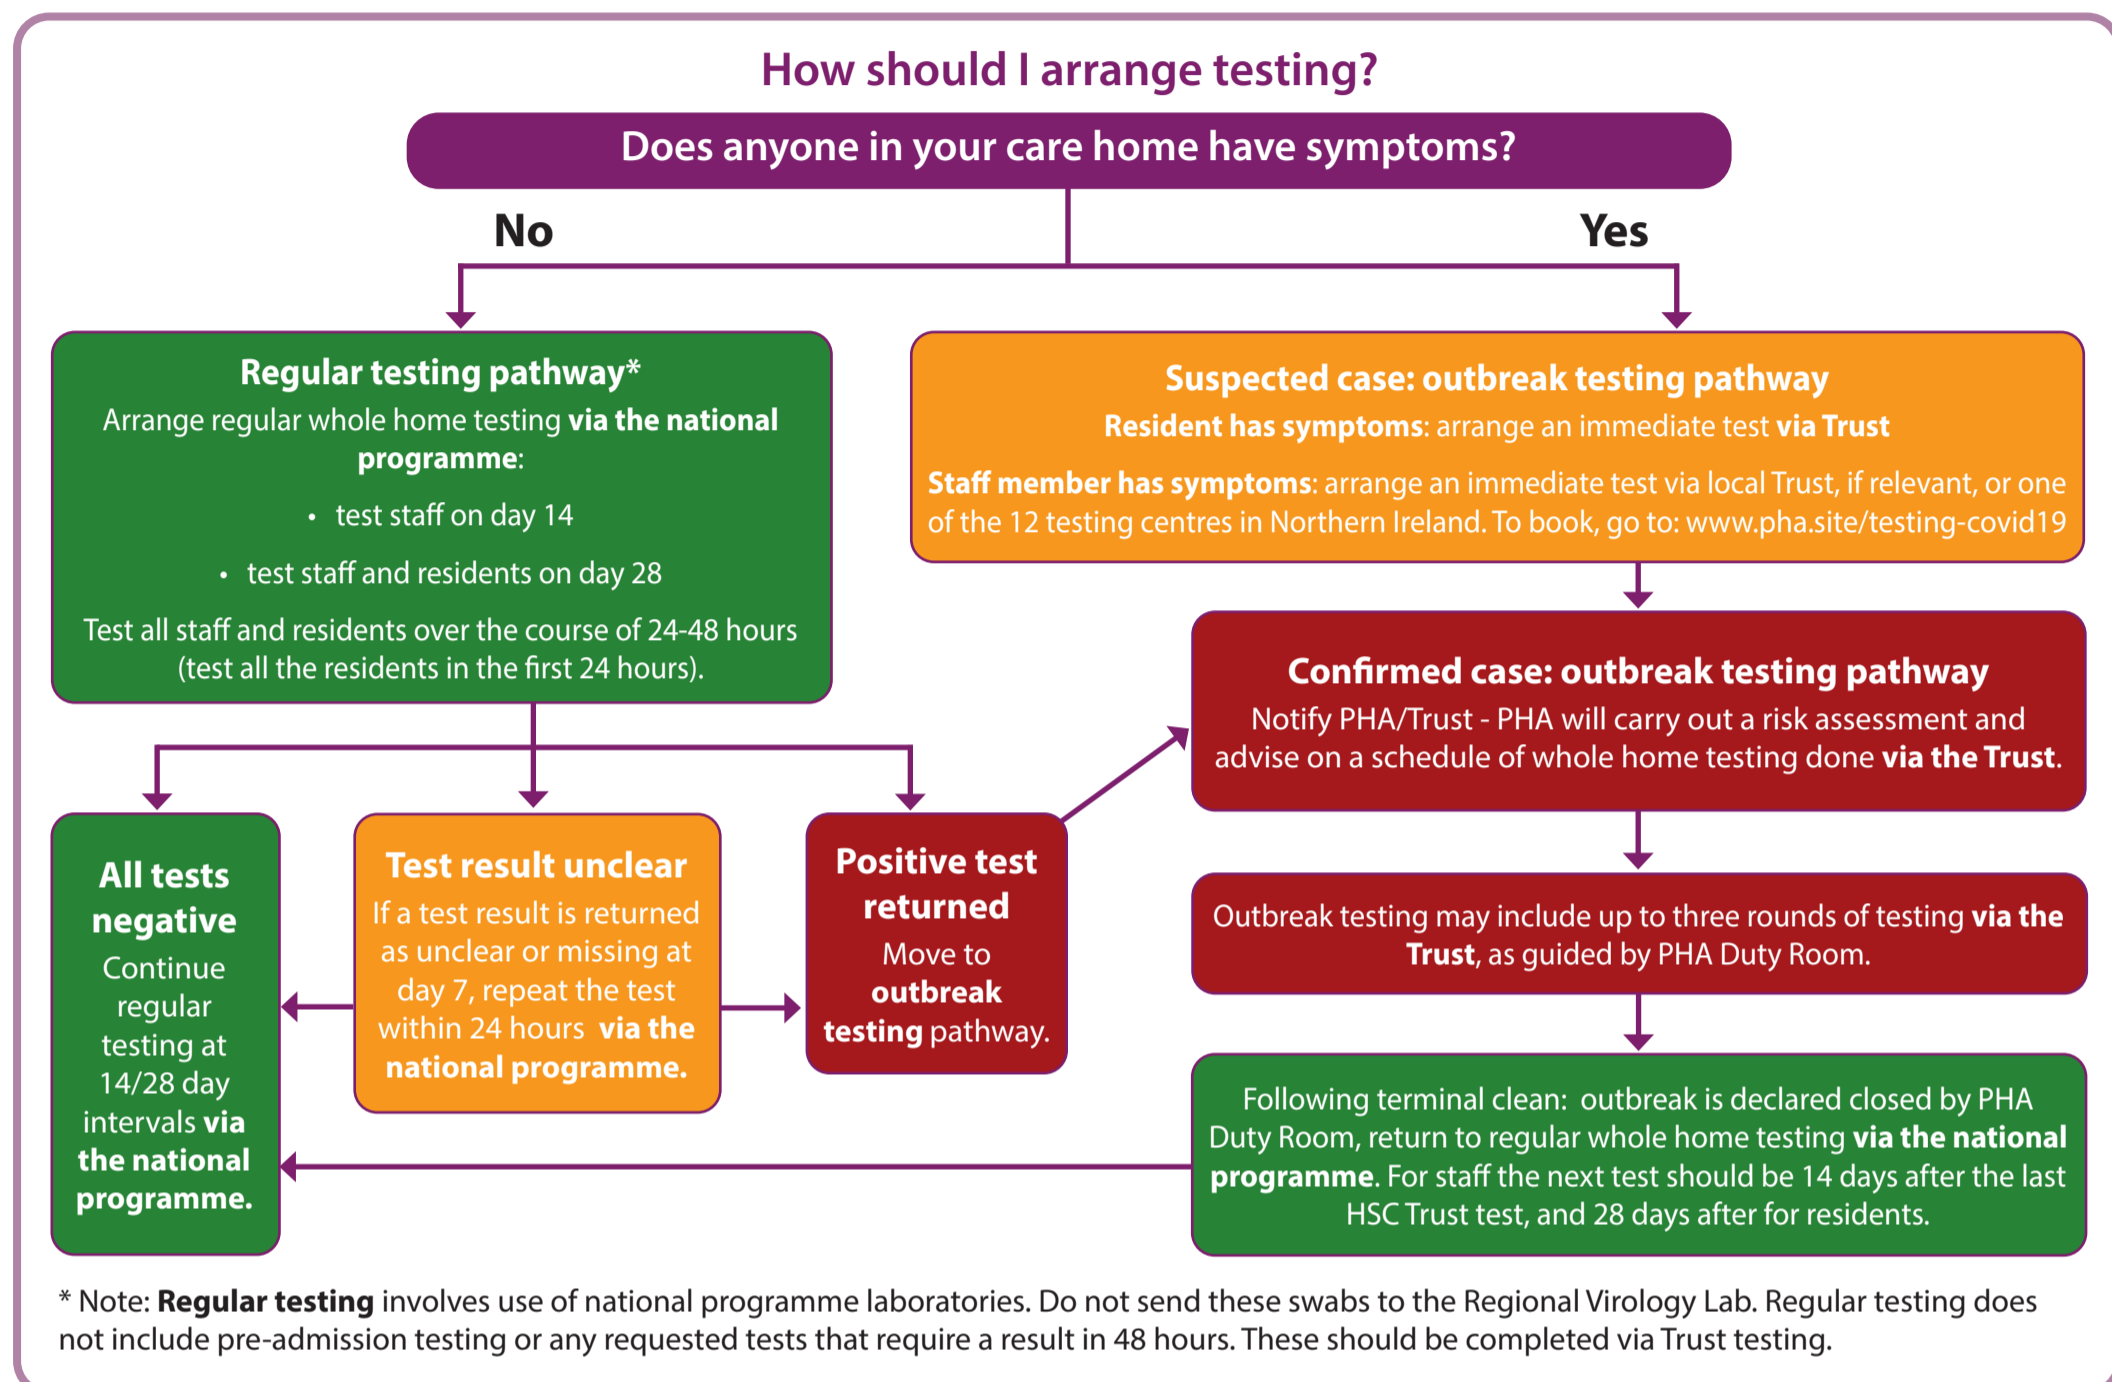 How should I arrange testing?
Does anyone in your care home have symptoms?
No
Yes
Regular testing pathway*
Arrange regular whole home testing via the national
programme:
• test staff on day 14
• test staff and residents on day 28
Test all staff and residents over the course of 24-48 hours
(test all the residents in the first 24 hours).
Suspected case: outbreak testing pathway
Resident has symptoms: arrange an immediate test via Trust
Staff member has symptoms: arrange an immediate test via local Trust, if relevant, or one
of the 12 testing centres in Northern Ireland. To book, go to: www.pha.site/testing-covid19
Confirmed case: outbreak testing pathway
Notify PHA/Trust - PHA will carry out a risk assessment and
advise on a schedule of whole home testing done via the Trust.
All tests
negative
Continue
regular
testing at
14/28 day
intervals via
the national
programme.
Test result unclear
If a test result is returned
as unclear or missing at
day 7, repeat the test
within 24 hours via the
national programme.
Positive test
returned
Move to
outbreak
testing pathway.
Outbreak testing may include up to three rounds of testing via the
Trust, as guided by PHA Duty Room.
Following terminal clean: outbreak is declared closed by PHA
Duty Room, return to regular whole home testing via the national
programme. For staff the next test should be 14 days after the last
HSC Trust test, and 28 days after for residents.
* Note: Regular testing involves use of national programme laboratories. Do not send these swabs to the Regional Virology Lab. Regular testing does
not include pre-admission testing or any requested tests that require a result in 48 hours. These should be completed via Trust testing.